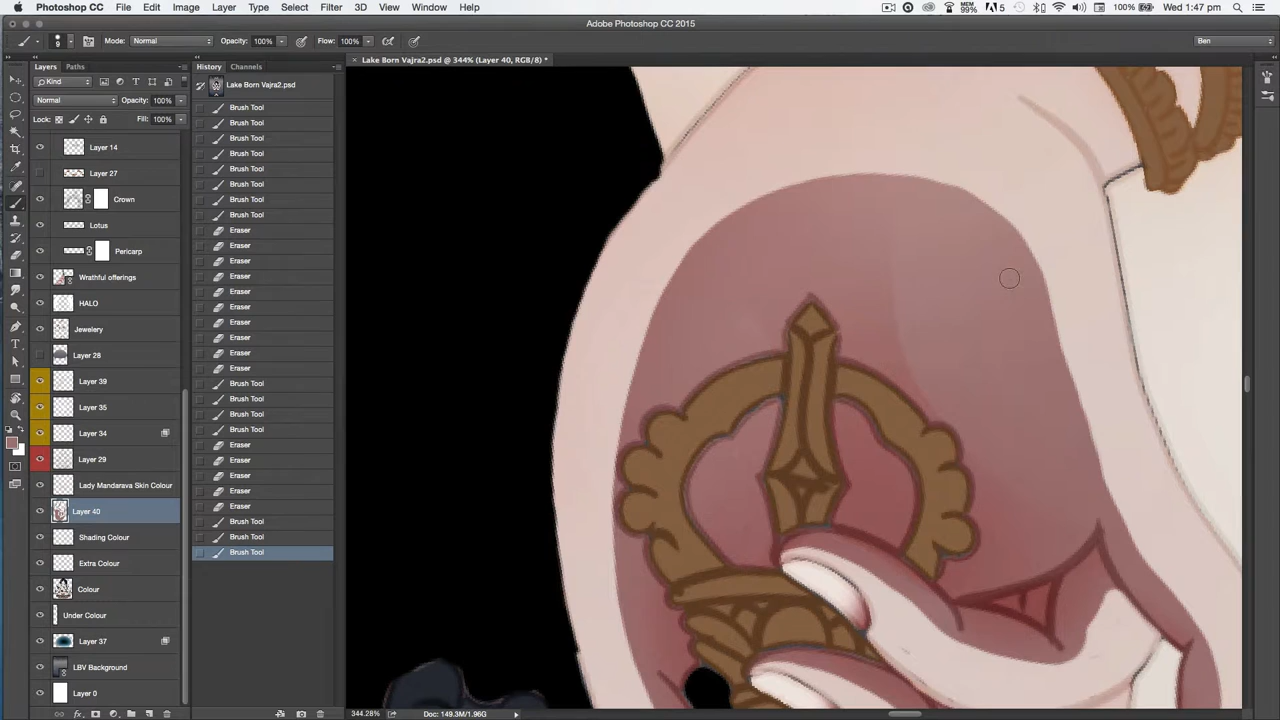 Photoshop CC File Edit Image Layer Type Select Filter 3D View Window Help MEM 99% 5 100% Wed 1:47 pm
Adobe Photoshop CC 2015
9 Mode: Normal Opacity: 100% Flow: 100% Ben
Layers Paths History Channels × Lake Born Vajra2.psd @ 344% (Layer 40, RGB/8) *
Kind
Lake Born Vajra2.psd
Normal Opacity: 100%
Lock: Fill: 100%
Brush Tool
Brush Tool
Brush Tool
Brush Tool
Brush Tool
Brush Tool
Brush Tool
Brush Tool
Eraser
Eraser
Eraser
Eraser
Eraser
Eraser
Eraser
Eraser
Eraser
Eraser
Brush Tool
Brush Tool
Brush Tool
Brush Tool
Eraser
Eraser
Eraser
Eraser
Eraser
Brush Tool
Brush Tool
Brush Tool
Layer 14
Layer 27
Crown
Lotus
Pericarp
Wrathful offerings
HALO
Jewelery
Layer 28
Layer 39
Layer 35
Layer 34
Layer 29
Lady Mandarava Skin Colour
Layer 40
Shading Colour
Extra Colour
Colour
Under Colour
Layer 37
LBV Background
Layer 0
fx
344.28% Doc: 149.3M/1.96G